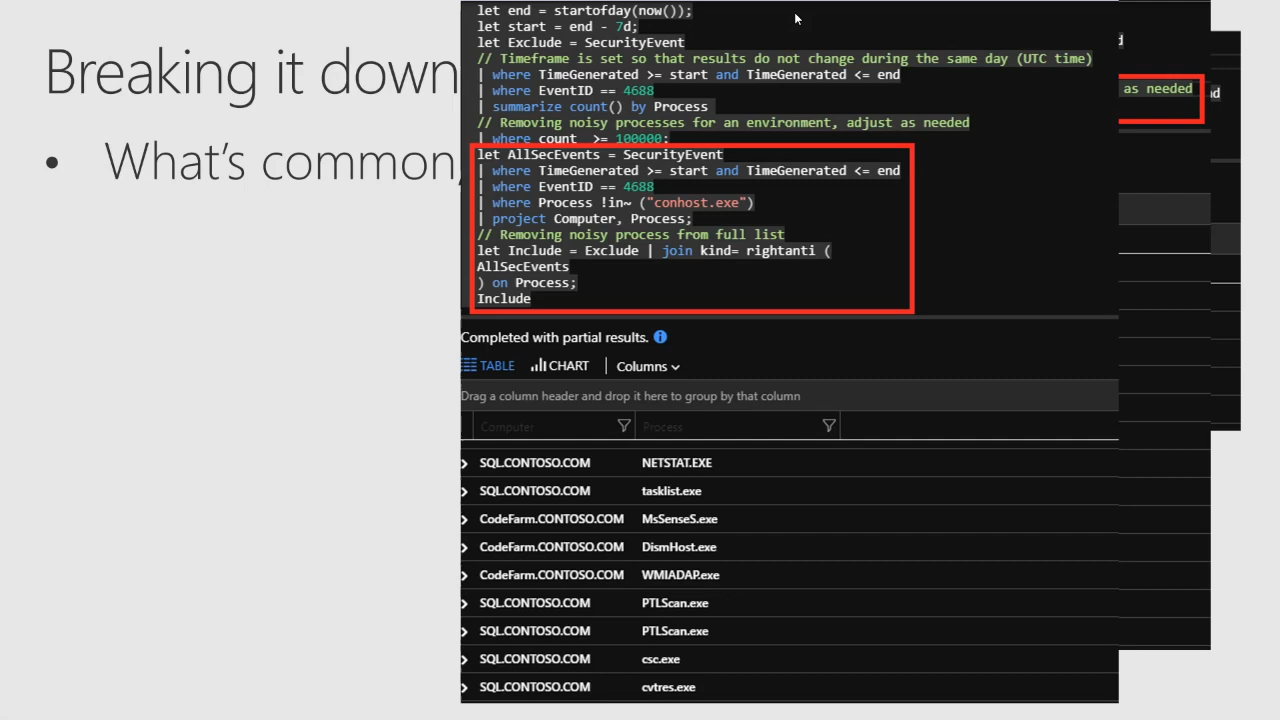 Breaking it down
• What's common,
let end = startofday(now());
let start = end - 7d;
let Exclude = SecurityEvent
// Timeframe is set so that results do not change during the same day (UTC time)
| where TimeGenerated >= start and TimeGenerated <= end
| where EventID == 4688
| summarize count() by Process
// Removing noisy processes for an environment, adjust as needed
| where count_ >= 100000;
let AllSecEvents = SecurityEvent
| where TimeGenerated >= start and TimeGenerated <= end
| where EventID == 4688
| where Process !in~ ("conhost.exe")
| project Computer, Process;
// Removing noisy process from full list
let Include = Exclude | join kind= rightanti (
AllSecEvents
) on Process;
Include
as needed
Completed with partial results.
TABLE CHART Columns
Drag a column header and drop it here to group by that column
Computer Process
SQL.CONTOSO.COM NETSTAT.EXE
SQL.CONTOSO.COM tasklist.exe
CodeFarm.CONTOSO.COM MsSenseS.exe
CodeFarm.CONTOSO.COM DismHost.exe
CodeFarm.CONTOSO.COM WMIADAP.exe
SQL.CONTOSO.COM PTLScan.exe
SQL.CONTOSO.COM PTLScan.exe
SQL.CONTOSO.COM csc.exe
SQL.CONTOSO.COM cvtres.exe